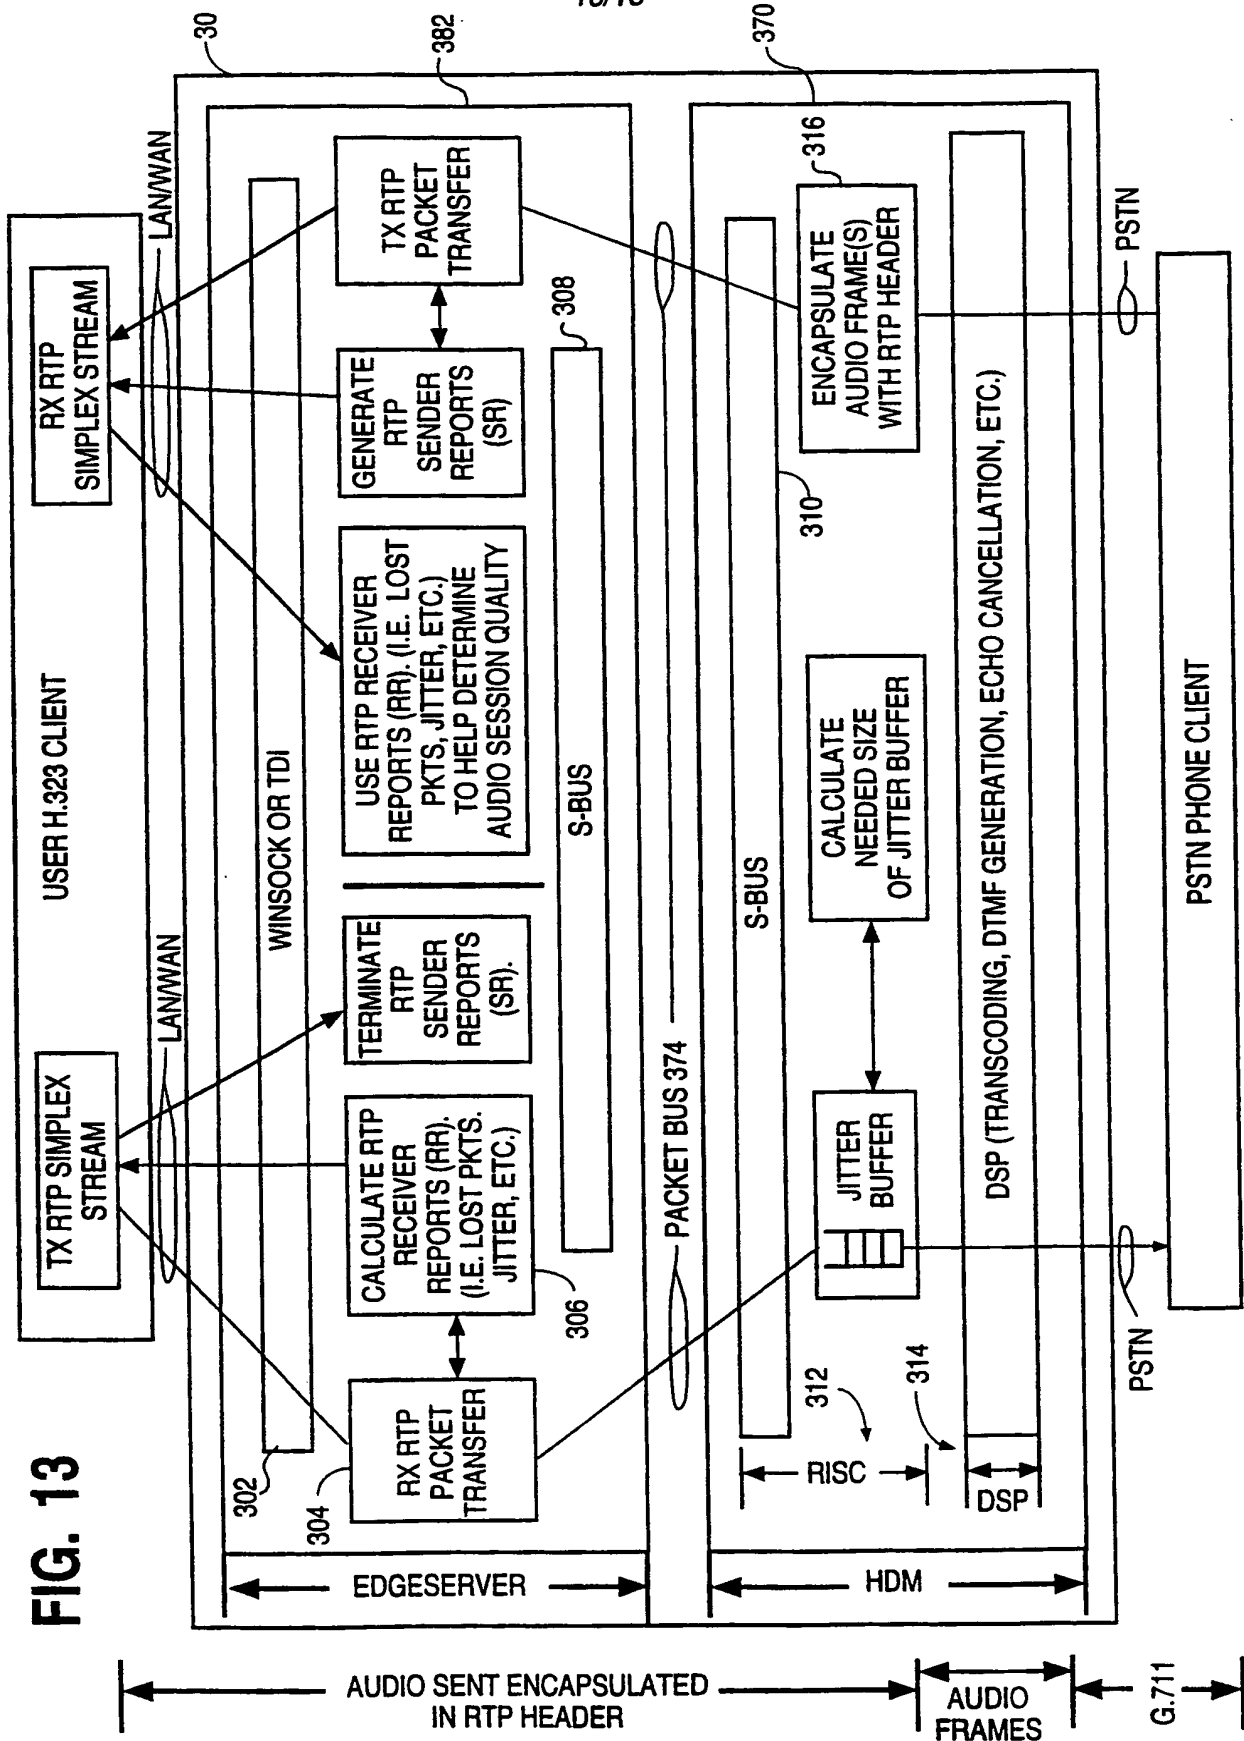 FIG. 13
USER H.323 CLIENT
TX RTP SIMPLEX
STREAM
RX RTP
SIMPLEX STREAM
LAN/WAN
LAN/WAN
30
302
WINSOCK OR TDI
382
304
RX RTP
PACKET
TRANSFER
CALCULATE RTP
RECEIVER
REPORTS (RR).
(I.E. LOST PKTS.
JITTER, ETC.)
306
TERMINATE
RTP
SENDER
REPORTS
(SR).
USE RTP RECEIVER
REPORTS (RR). (I.E. LOST
PKTS, JITTER, ETC.)
TO HELP DETERMINE
AUDIO SESSION QUALITY
GENERATE
RTP
SENDER
REPORTS
(SR)
TX RTP
PACKET
TRANSFER
S-BUS
308
EDGESERVER
PACKET BUS 374
370
S-BUS
310
312
RISC
JITTER
BUFFER
CALCULATE
NEEDED SIZE
OF JITTER BUFFER
ENCAPSULATE
AUDIO FRAME(S)
WITH RTP HEADER
316
314
DSP
DSP (TRANSCODING, DTMF GENERATION, ECHO CANCELLATION, ETC.)
HDM
PSTN
PSTN
PSTN PHONE CLIENT
AUDIO SENT ENCAPSULATED
IN RTP HEADER
AUDIO
FRAMES
G.711